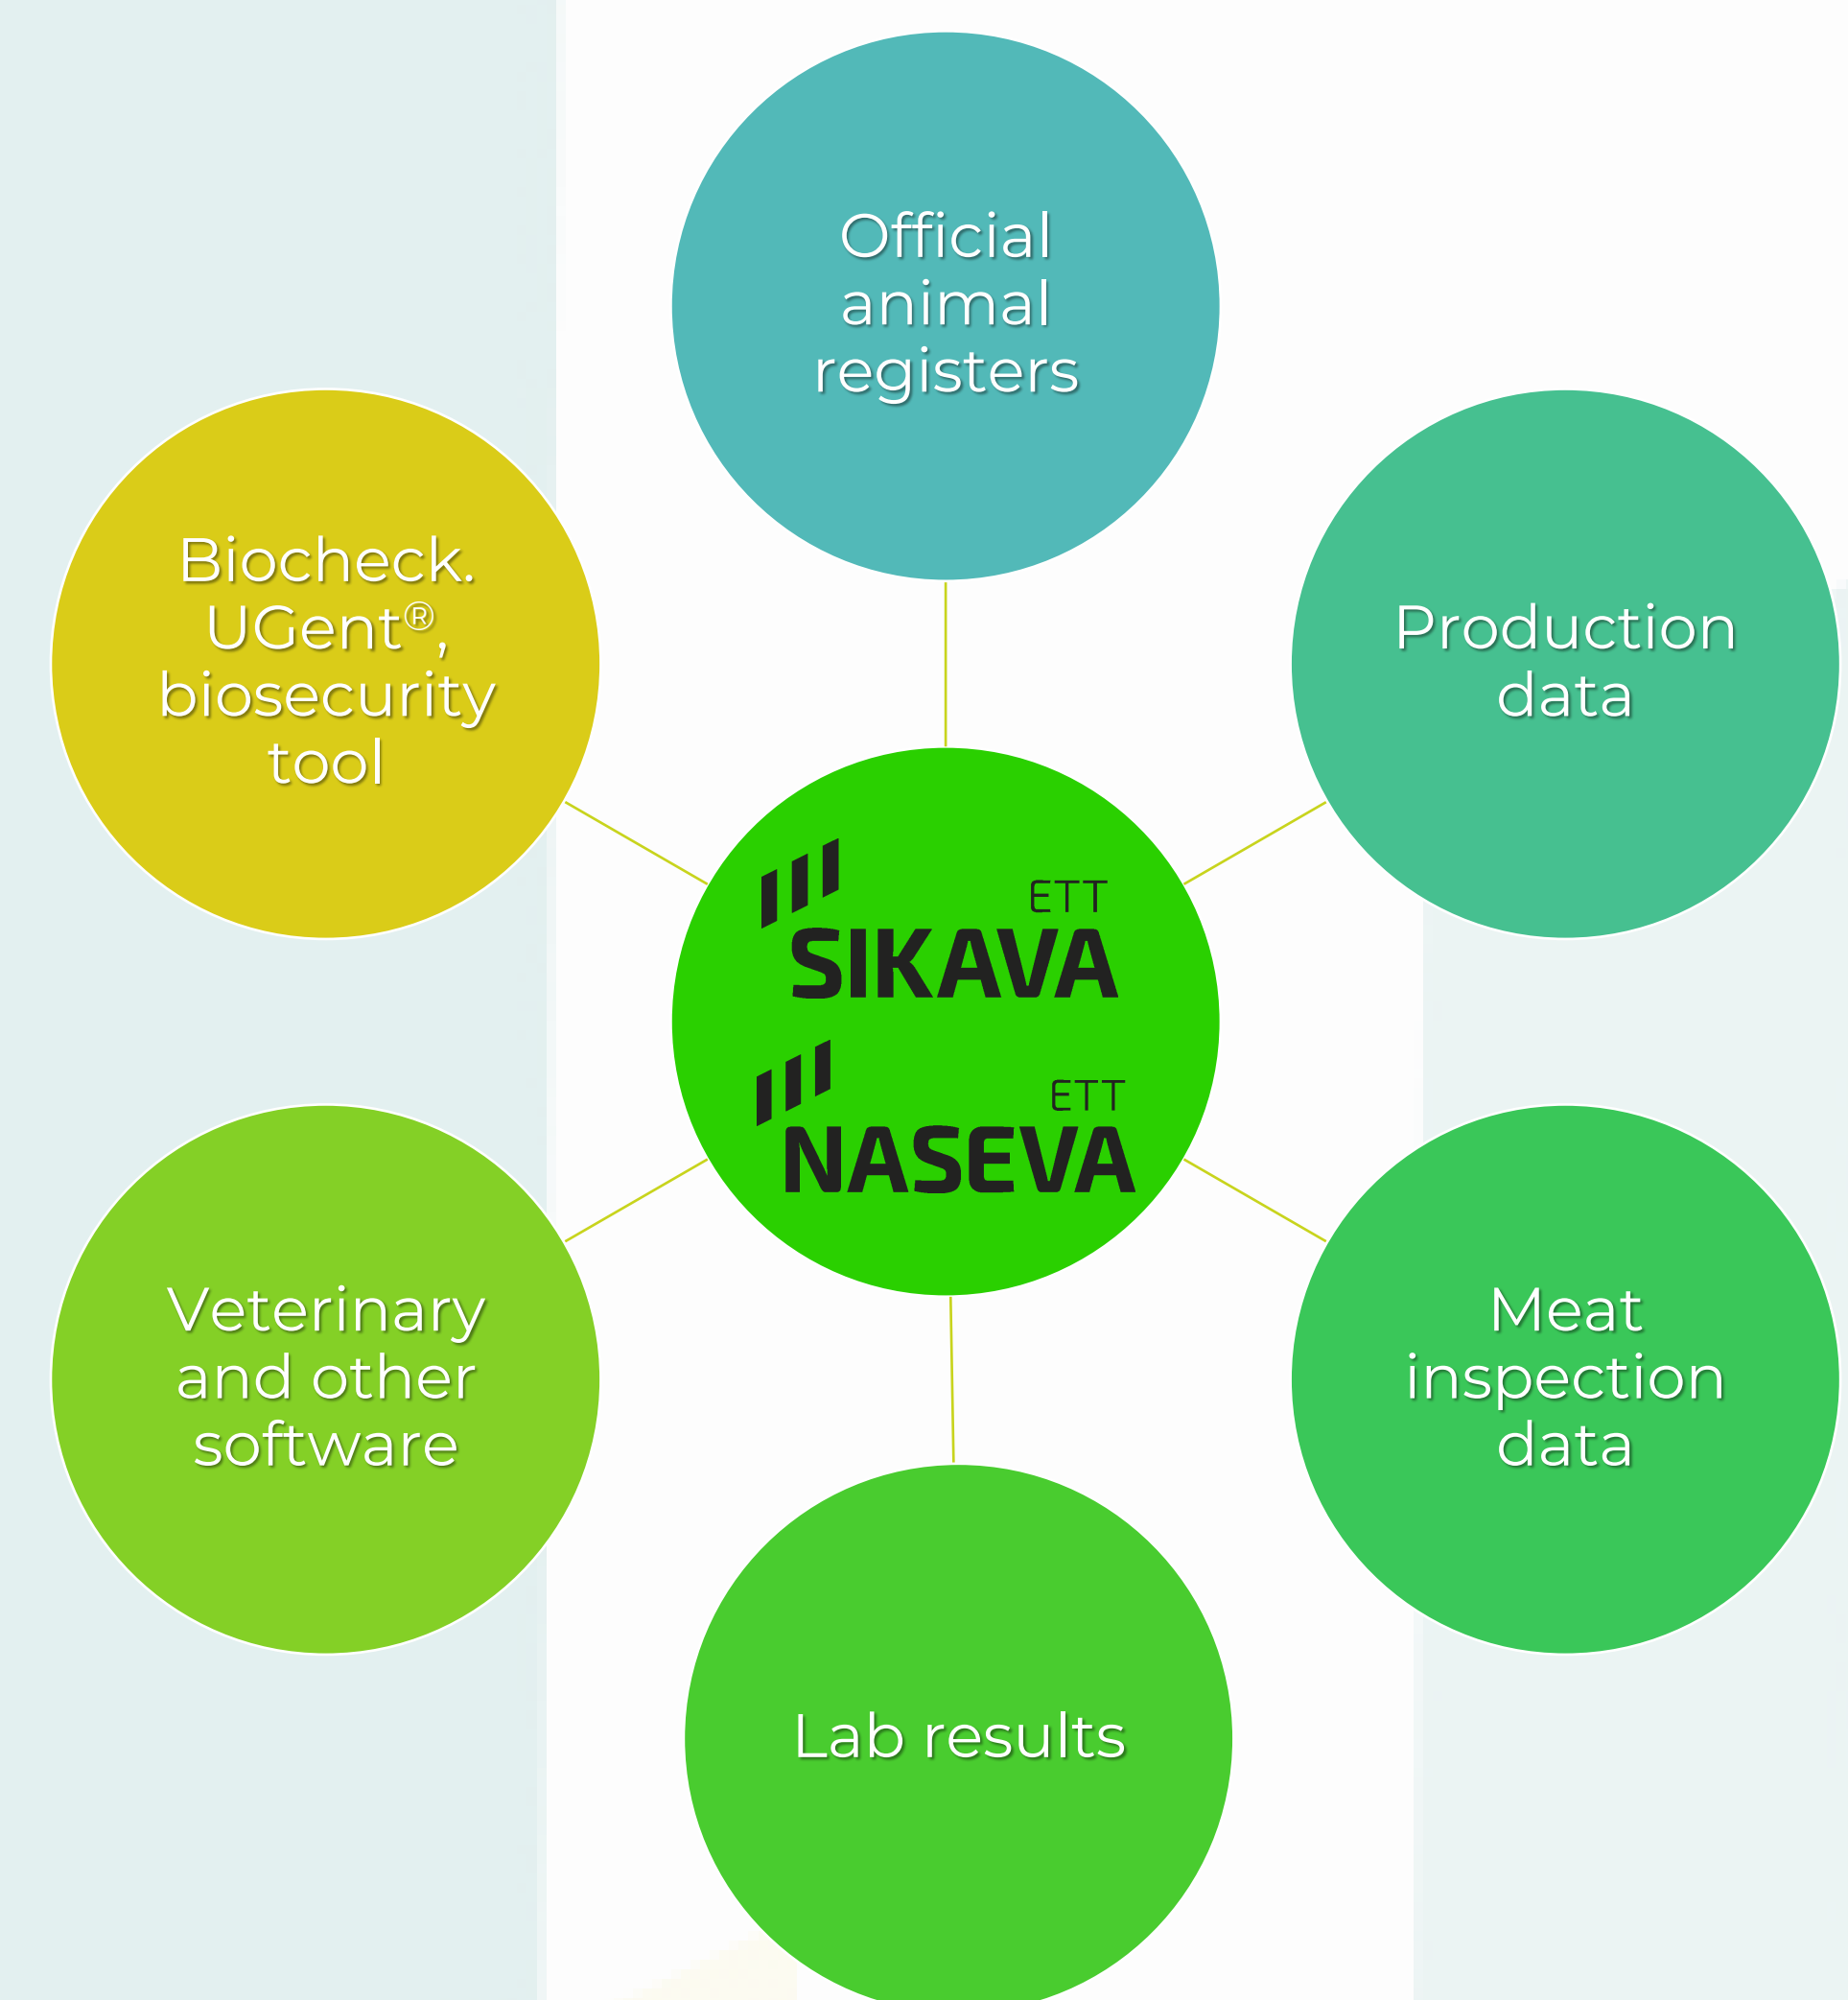 Official
animal
registers
Production
data
Meat
inspection
data
Lab results
Veterinary
and other
software
Biocheck.
UGent®,
biosecurity
tool
ETT
SIKAVA
ETT
NASEVA